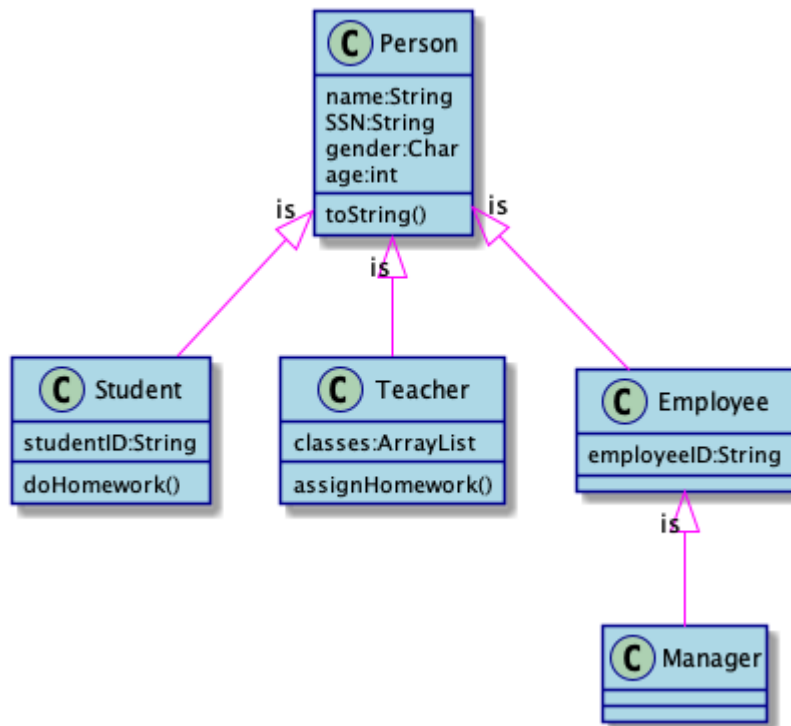 C Person
name:String
SSN:String
gender:Char
age:int
toString()
is
is
is
C Student
studentID:String
doHomework()
C Teacher
classes:ArrayList
assignHomework()
C Employee
employeeID:String
is
C Manager